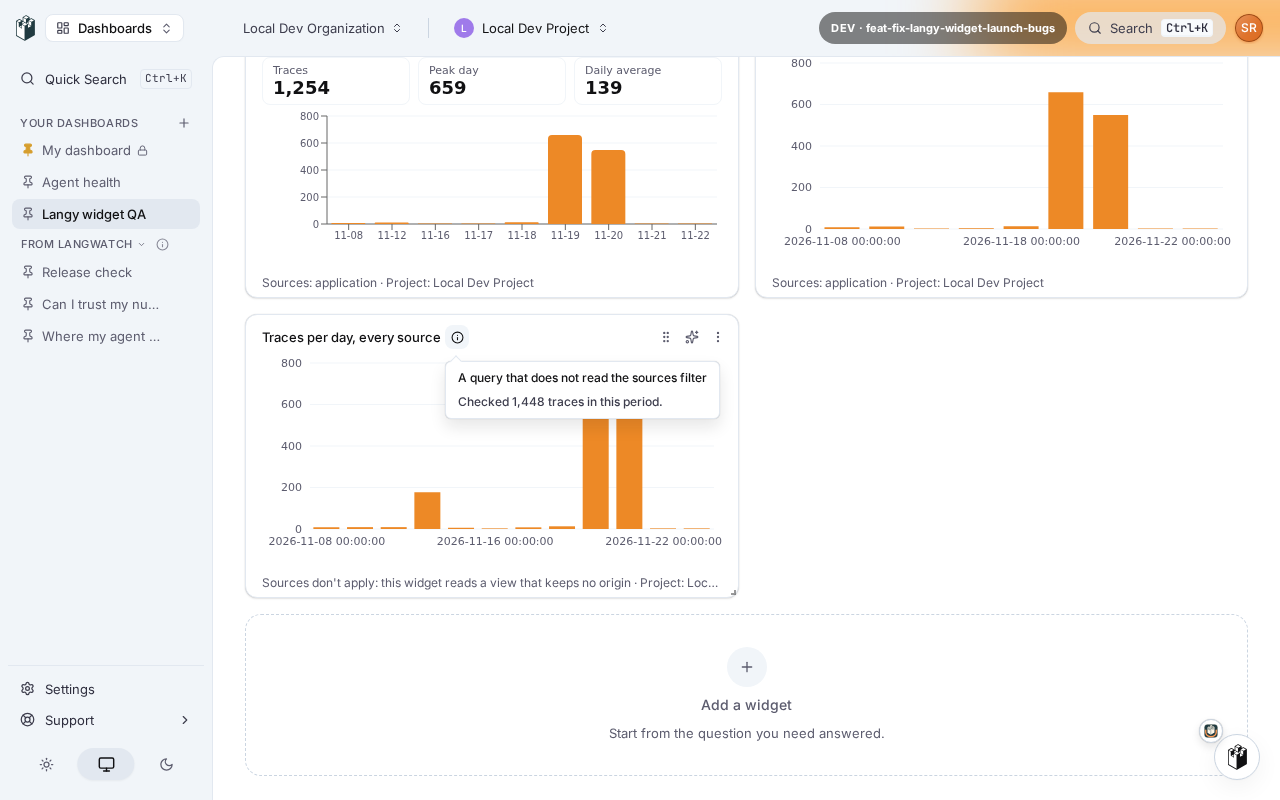 Dashboards
Local Dev Organization
L
Local Dev Project
DEV · feat-fix-langy-widget-launch-bugs
Search
Ctrl+K
SR
Quick Search
Ctrl+K
YOUR DASHBOARDS
My dashboard
Agent health
Langy widget QA
FROM LANGWATCH
Release check
Can I trust my nu...
Where my agent ...
Settings
Support
Traces
1,254
Peak day
659
Daily average
139
800
600
400
200
0
11-08
11-12
11-16
11-17
11-18
11-19
11-20
11-21
11-22
Sources: application · Project: Local Dev Project
800
600
400
200
0
2026-11-08 00:00:00
2026-11-18 00:00:00
2026-11-22 00:00:00
Sources: application · Project: Local Dev Project
Traces per day, every source
A query that does not read the sources filter
Checked 1,448 traces in this period.
800
600
400
200
0
2026-11-08 00:00:00
2026-11-16 00:00:00
2026-11-22 00:00:00
Sources don't apply: this widget reads a view that keeps no origin · Project: Loc...
Add a widget
Start from the question you need answered.